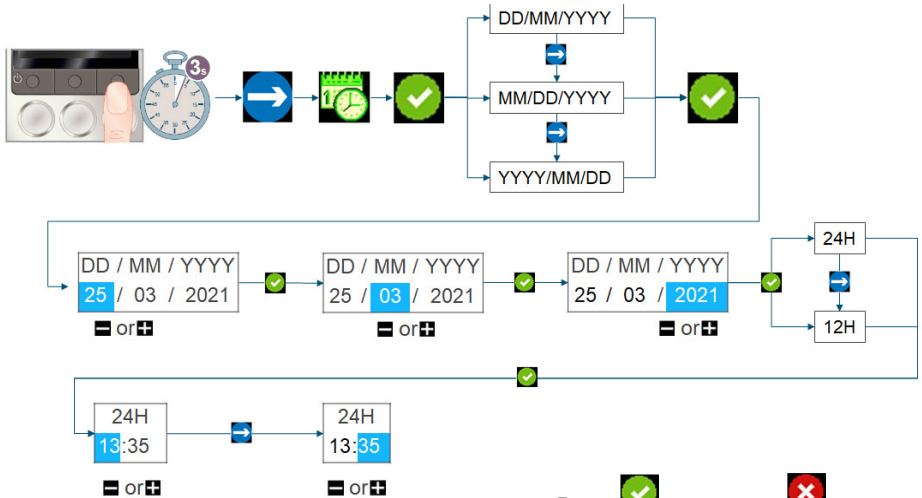 3s
DD/MM/YYYY
MM/DD/YYYY
YYYY/MM/DD
DD / MM / YYYY
25 / 03 / 2021
- or +
DD / MM / YYYY
25 / 03 / 2021
- or +
DD / MM / YYYY
25 / 03 / 2021
- or +
24H
12H
24H
13:35
- or +
24H
13:35
- or +